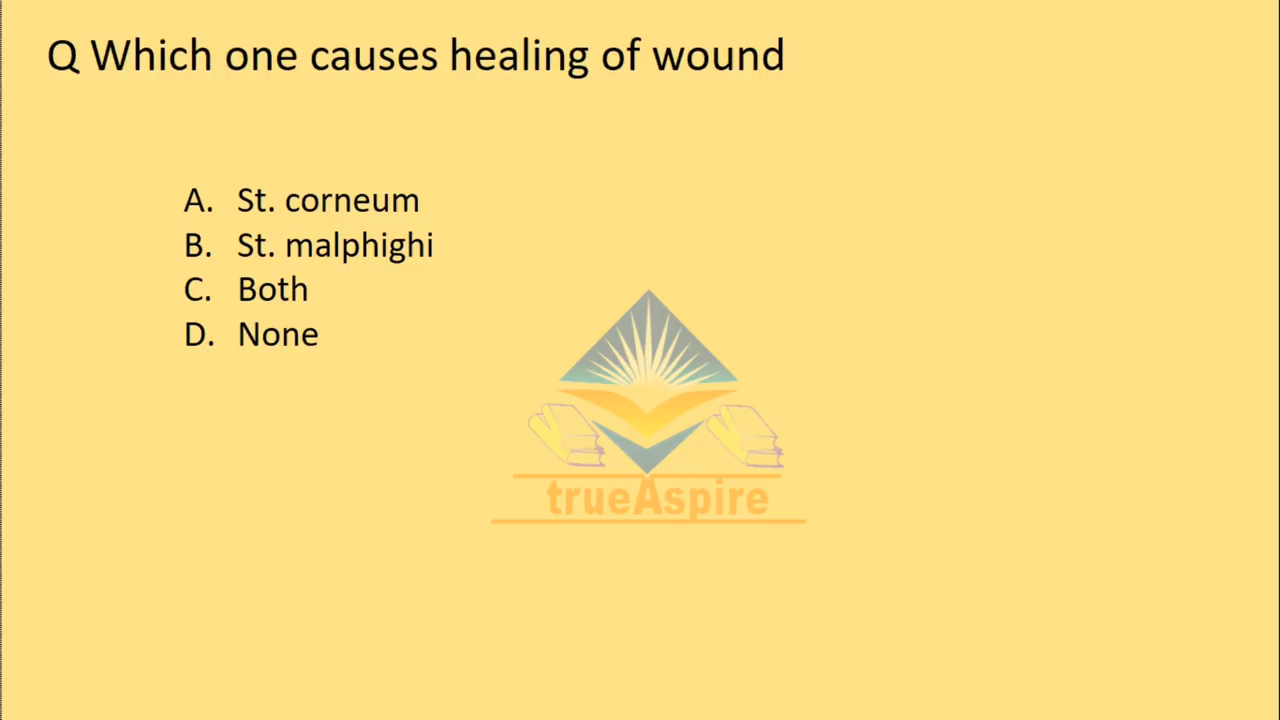 Q Which one causes healing of wound
A. St. corneum
B. St. malphighi
C. Both
D. None
trueAspire